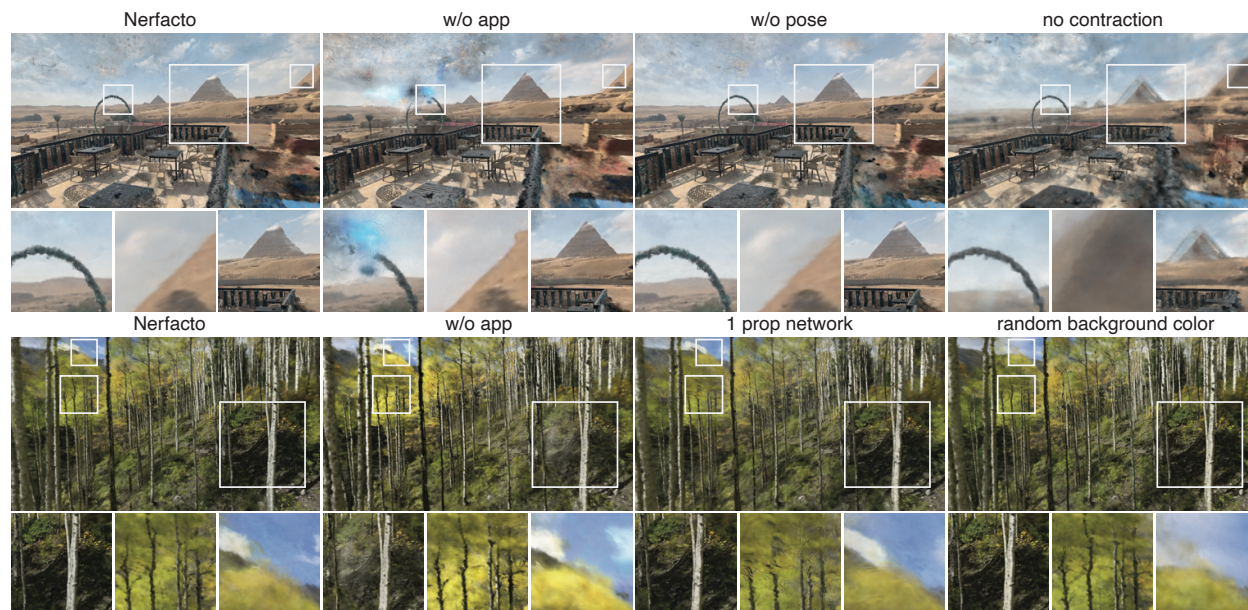 Nerfacto
w/o app
w/o pose
no contraction
Nerfacto
w/o app
1 prop network
random background color